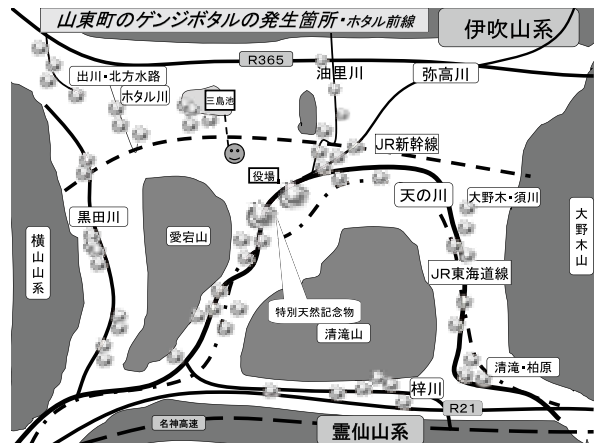 山東町のゲンジボタルの発生箇所・ホタル前線
伊吹山系
R365
出川・北方水路
油里川
弥高川
ホタル川
三島池
JR新幹線
役場
天の川
大野木・須川
黒田川
愛宕山
横山山系
大野木山
JR東海道線
特別天然記念物
清滝山
清滝・柏原
梓川
R21
名神高速
霊仙山系